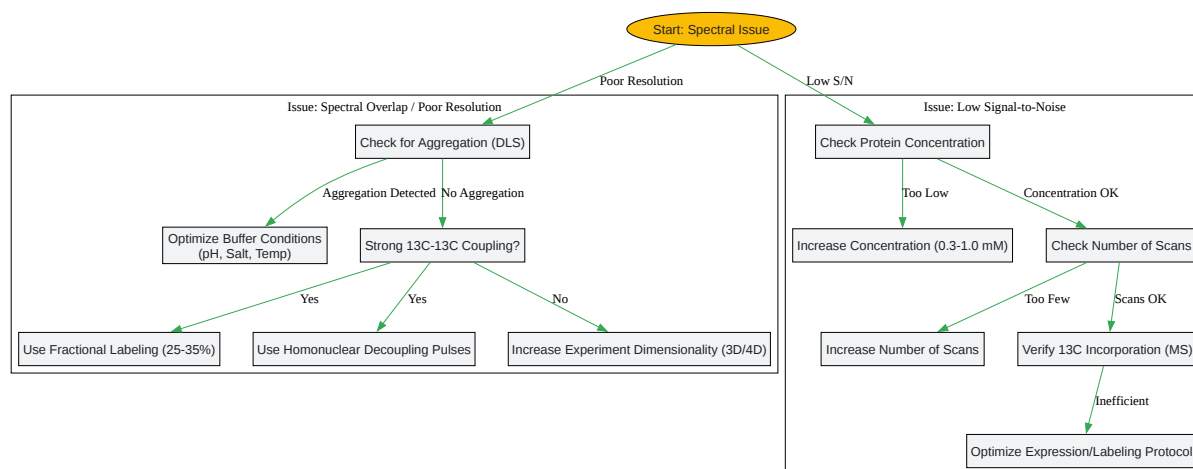 Start: Spectral Issue
Poor Resolution
Low S/N
Issue: Spectral Overlap / Poor Resolution
Issue: Low Signal-to-Noise
Check for Aggregation (DLS)
Check Protein Concentration
Aggregation Detected
No Aggregation
Too Low
Concentration OK
Optimize Buffer Conditions
(pH, Salt, Temp)
Strong 13C-13C Coupling?
Increase Concentration (0.3-1.0 mM)
Check Number of Scans
Yes
Yes
No
Too Few
Scans OK
Use Fractional Labeling (25-35%)
Use Homonuclear Decoupling Pulses
Increase Experiment Dimensionality (3D/4D)
Increase Number of Scans
Verify 13C Incorporation (MS)
Inefficient
Optimize Expression/Labeling Protocol